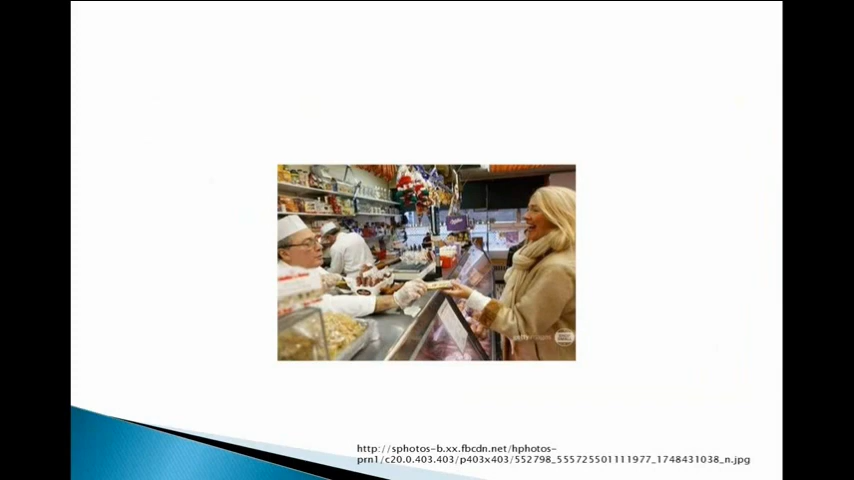 http://sphotos-b.xx.fbcdn.net/hphotos-
prn1/c20.0.403.403/p403x403/552798_555725501111977_1748431038_n.jpg